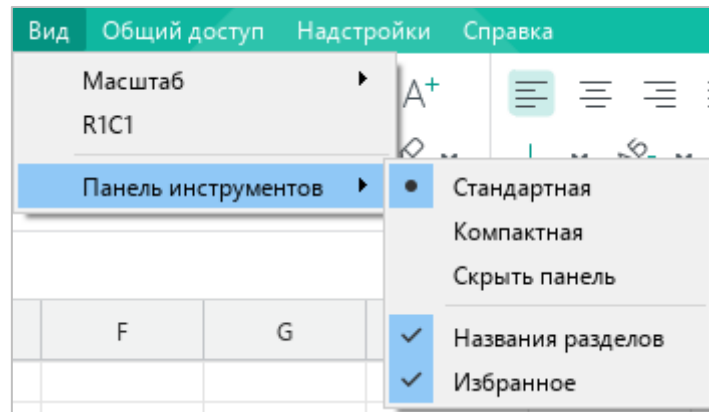 Вид Общий доступ Надстройки Справка
Масштаб
R1C1
Панель инструментов
Стандартная
Компактная
Скрыть панель
Названия разделов
Избранное
A+
F G